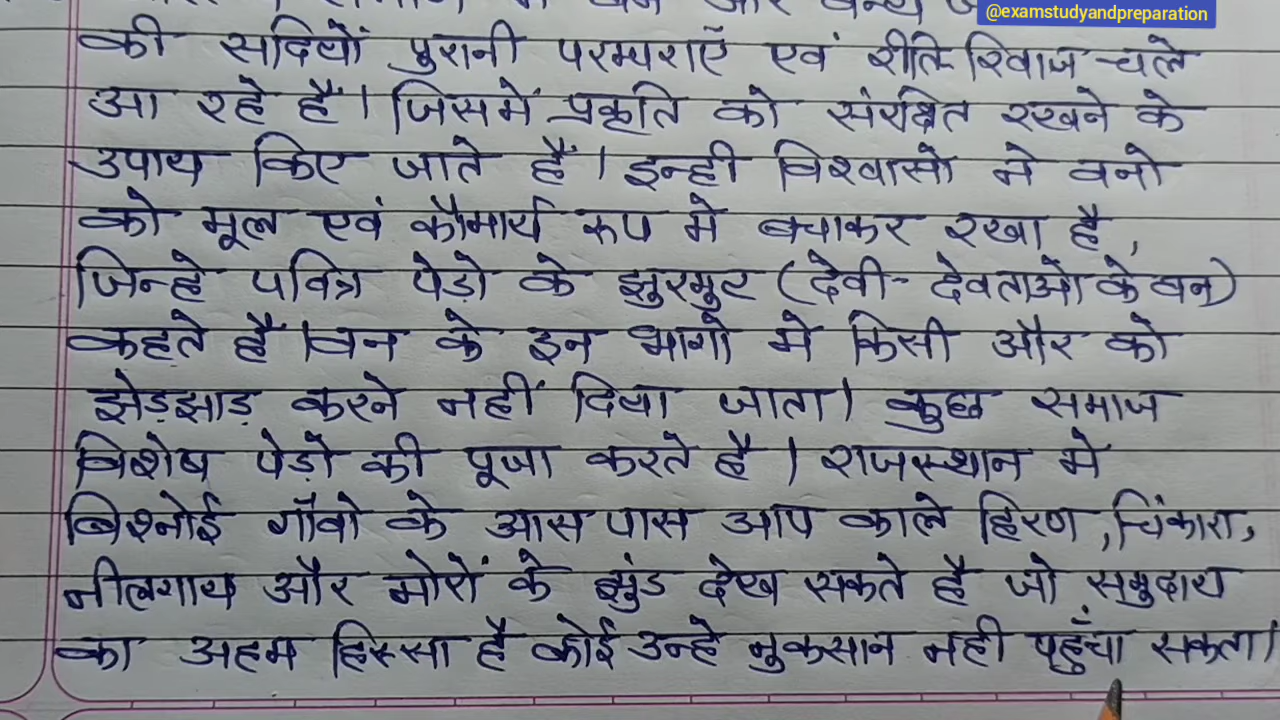 @examstudyandpreparation
की सदियों पुरानी परम्पराएँ एवं रीति-रिवाज चले
आ रहे हैं। जिसमें प्रकृति को संरक्षित रखने के
उपाय किए जाते हैं। इन्ही विश्वासो ने वनो
को मूल एवं कौमार्य रूप मे बचाकर रखा है,
जिन्हे पवित्र पेड़ो के झुरमुट (देवी- देवताओ के वन)
कहते हैं। वन के इन भागो मे किसी और को
झेड़झाड़ करने नहीं दिया जाता। कुछ समाज
विशेष पेड़ो की पूजा करते है। राजस्थान मे
बिश्नोई गाँवो के आस पास आप काले हिरण, चिंकारा,
नीलगाय और मोरों के झुंड देख सकते है जो समुदाय
का अहम हिस्सा है कोई उन्हे नुकसान नही पहुँचा सकता।